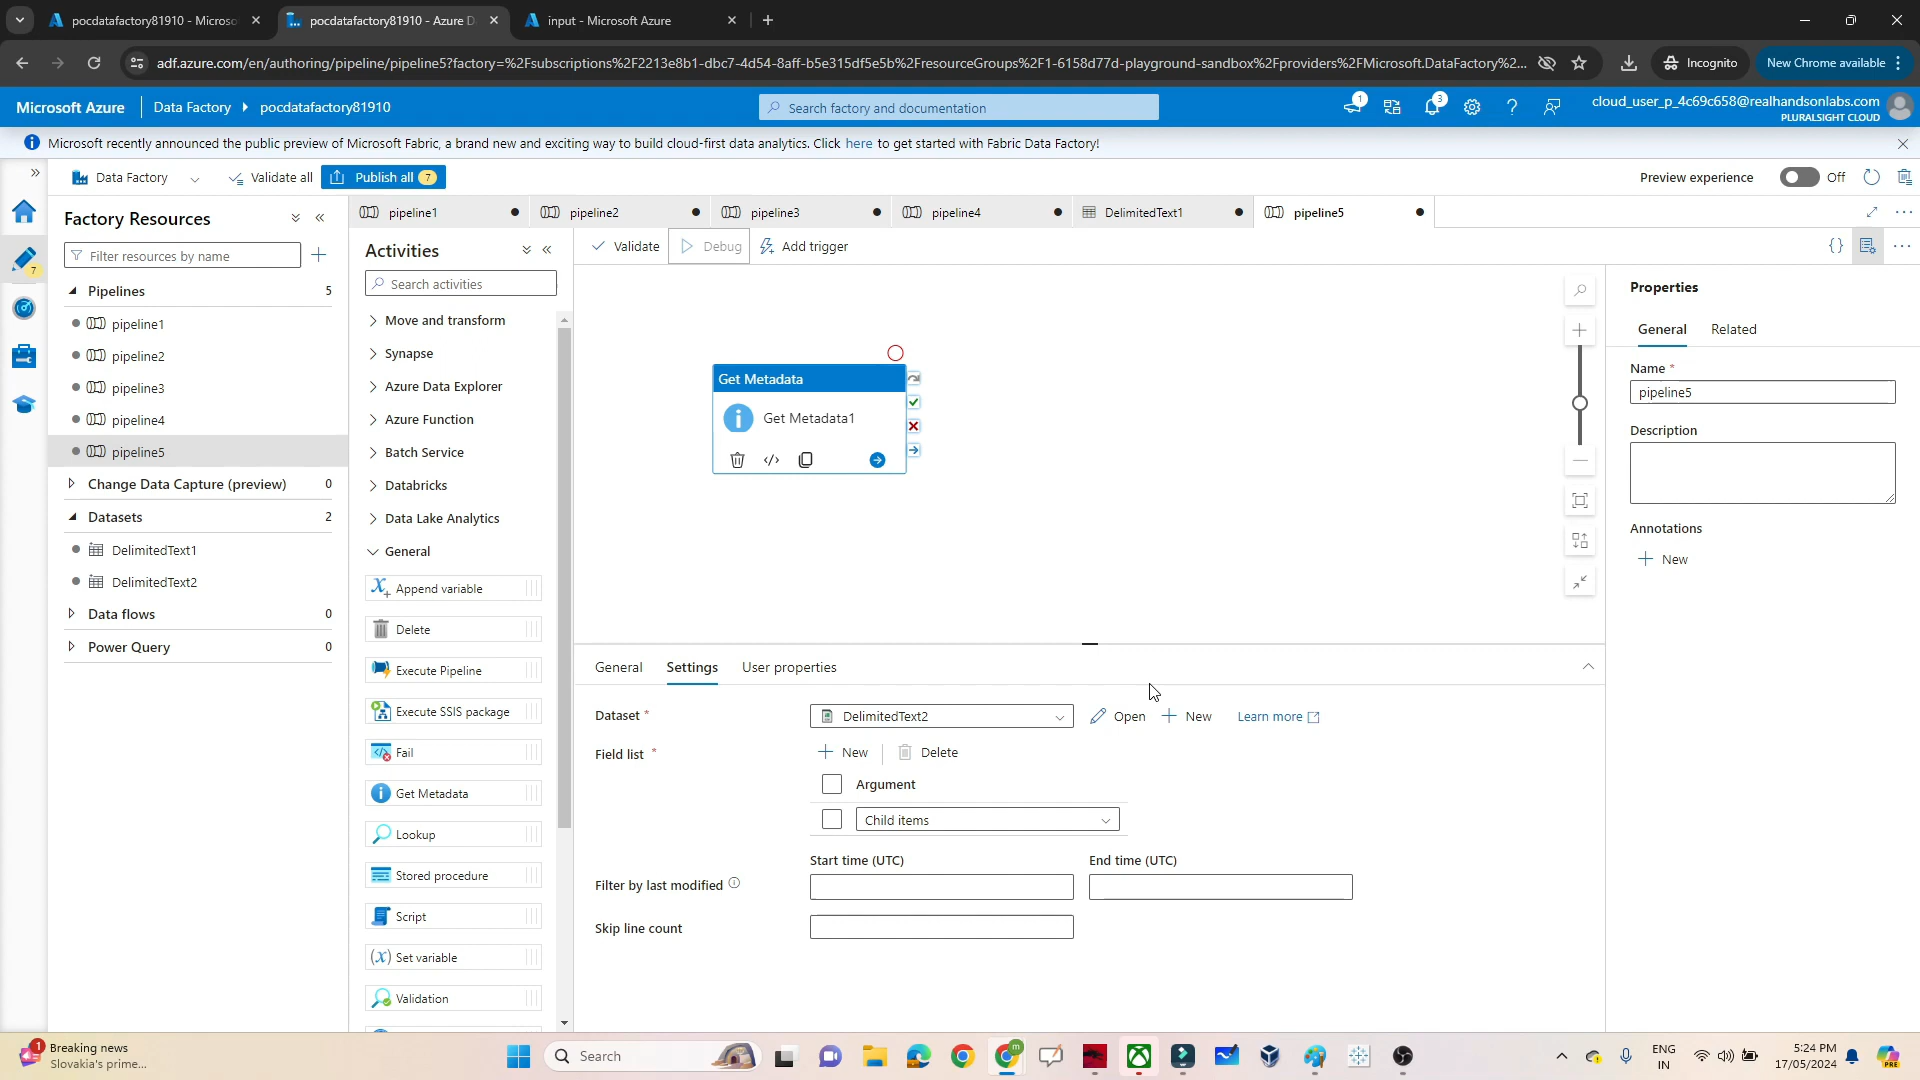 pocdatafactory81910 - Microso
pocdatafactory81910 - Azure D
input - Microsoft Azure
adf.azure.com/en/authoring/pipeline/pipeline5?factory=%2Fsubscriptions%2F2213e8b1-dbc7-4d54-8aff-b5e315df5e5b%2FresourceGroups%2F1-6158d77d-playground-sandbox%2Fproviders%2FMicrosoft.DataFactory%2...
Incognito
New Chrome available
Microsoft Azure
Data Factory
pocdatafactory81910
Search factory and documentation
1
3
cloud_user_p_4c69c658@realhandsonlabs.com
PLURALSIGHT CLOUD
Microsoft recently announced the public preview of Microsoft Fabric, a brand new and exciting way to build cloud-first data analytics. Click here to get started with Fabric Data Factory!
Data Factory
Validate all
Publish all 7
Preview experience
Off
Factory Resources
Filter resources by name
7
Pipelines 5
pipeline1
pipeline2
pipeline3
pipeline4
pipeline5
Change Data Capture (preview) 0
Datasets 2
DelimitedText1
DelimitedText2
Data flows 0
Power Query 0
pipeline1
pipeline2
pipeline3
pipeline4
DelimitedText1
pipeline5
Activities
Search activities
Move and transform
Synapse
Azure Data Explorer
Azure Function
Batch Service
Databricks
Data Lake Analytics
General
Append variable
Delete
Execute Pipeline
Execute SSIS package
Fail
Get Metadata
Lookup
Stored procedure
Script
Set variable
Validation
Validate
Debug
Add trigger
Get Metadata
Get Metadata1
General
Settings
User properties
Dataset *
DelimitedText2
Open
New
Learn more
Field list *
New
Delete
Argument
Child items
Start time (UTC)
End time (UTC)
Filter by last modified
Skip line count
Properties
General
Related
Name *
pipeline5
Description
Annotations
New
1
Breaking news
Slovakia's prime...
Search
m
ENG
IN
5:24 PM
17/05/2024
PRE